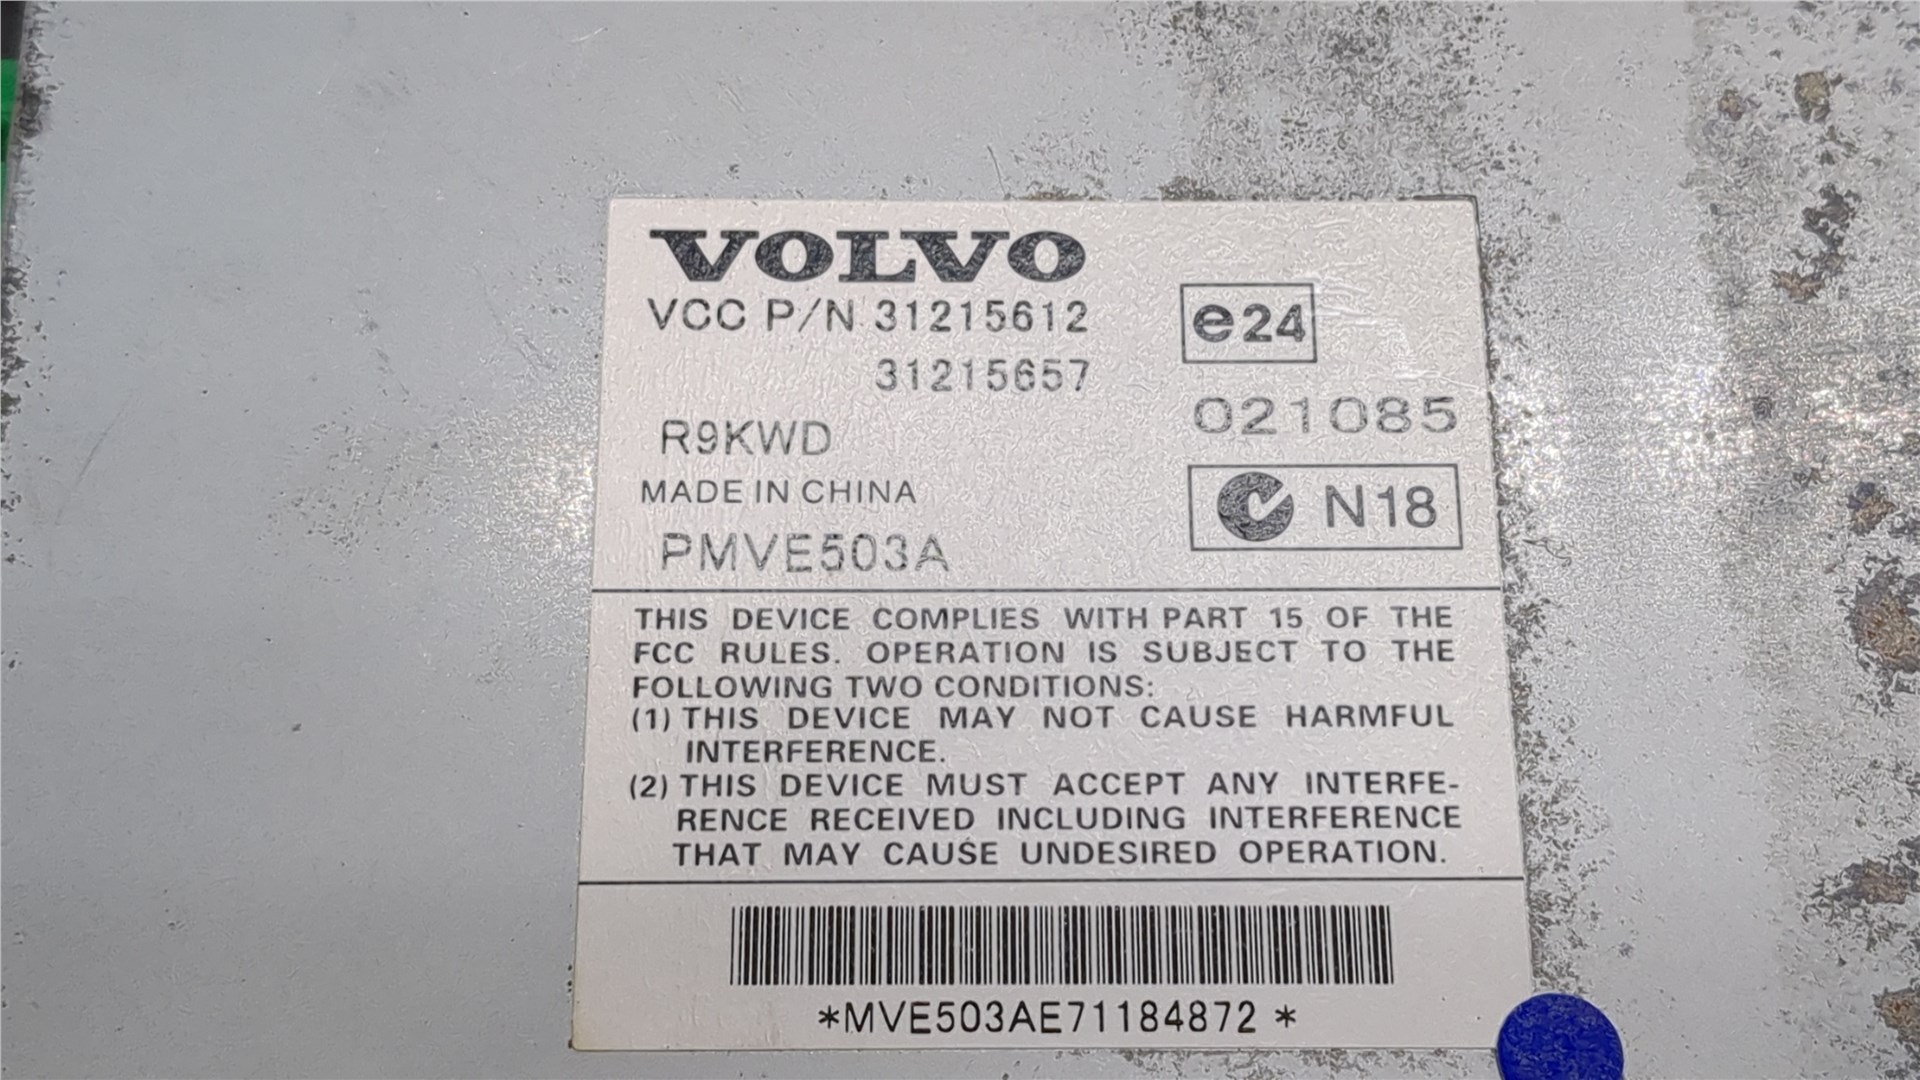 VOLVO
VCC P/N 31215612
31215657
e24
021085
R9KWD
MADE IN CHINA
N18
PMVE503A
THIS DEVICE COMPLIES WITH PART 15 OF THE
FCC RULES. OPERATION IS SUBJECT TO THE
FOLLOWING TWO CONDITIONS:
(1) THIS DEVICE MAY NOT CAUSE HARMFUL
INTERFERENCE.
(2) THIS DEVICE MUST ACCEPT ANY INTERFE-
RENCE RECEIVED INCLUDING INTERFERENCE
THAT MAY CAUSE UNDESIRED OPERATION.
*MVE503AE71184872 *